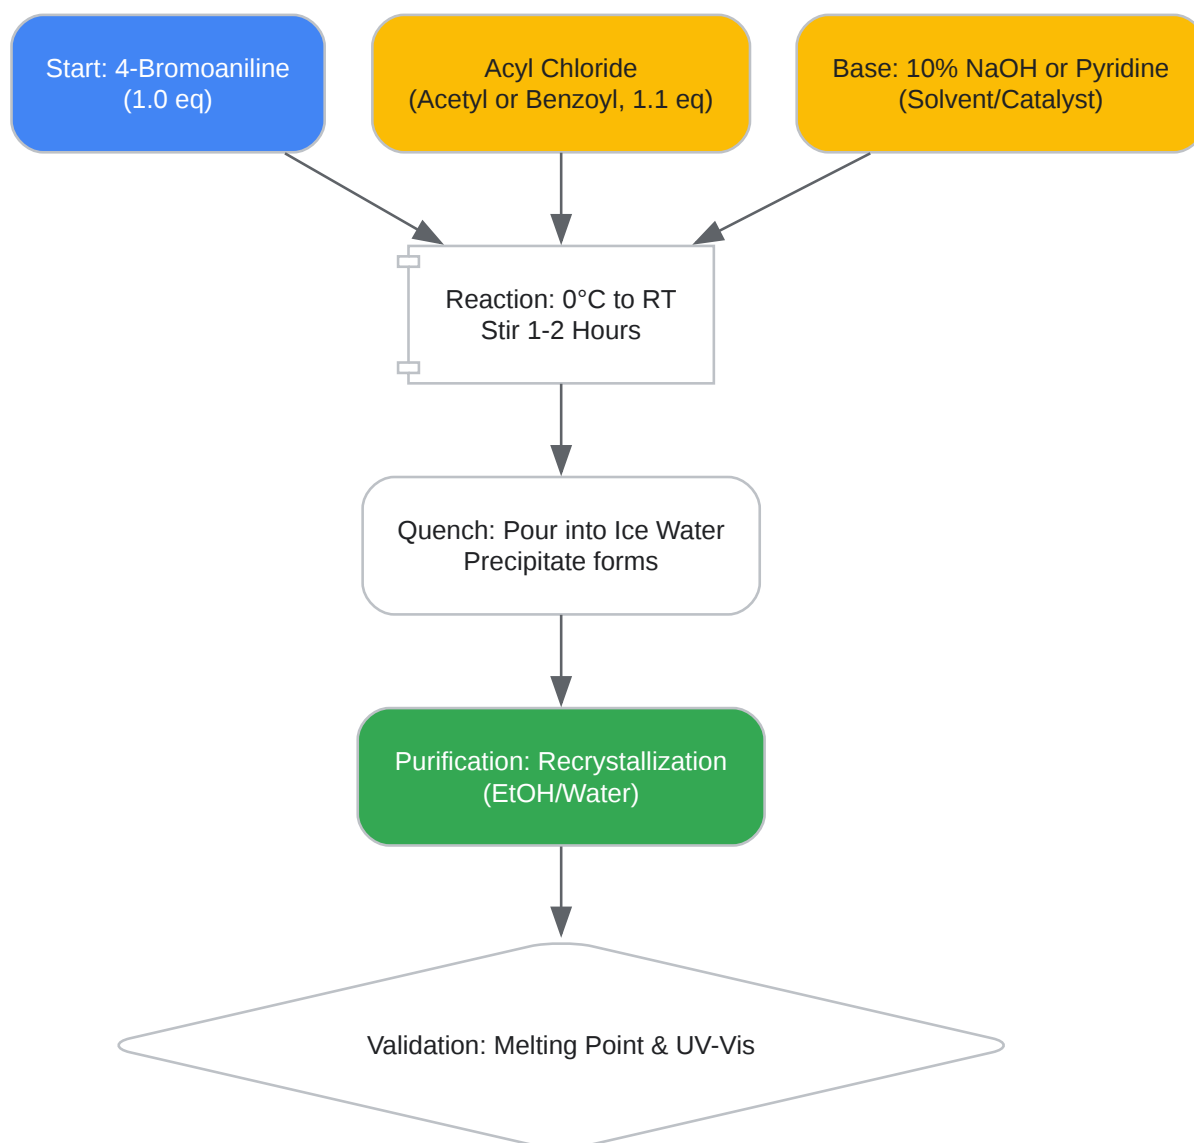 Start: 4-Bromoaniline
(1.0 eq)
Acyl Chloride
(Acetyl or Benzoyl, 1.1 eq)
Base: 10% NaOH or Pyridine
(Solvent/Catalyst)
Reaction: 0°C to RT
Stir 1-2 Hours
Quench: Pour into Ice Water
Precipitate forms
Purification: Recrystallization
(EtOH/Water)
Validation: Melting Point & UV-Vis